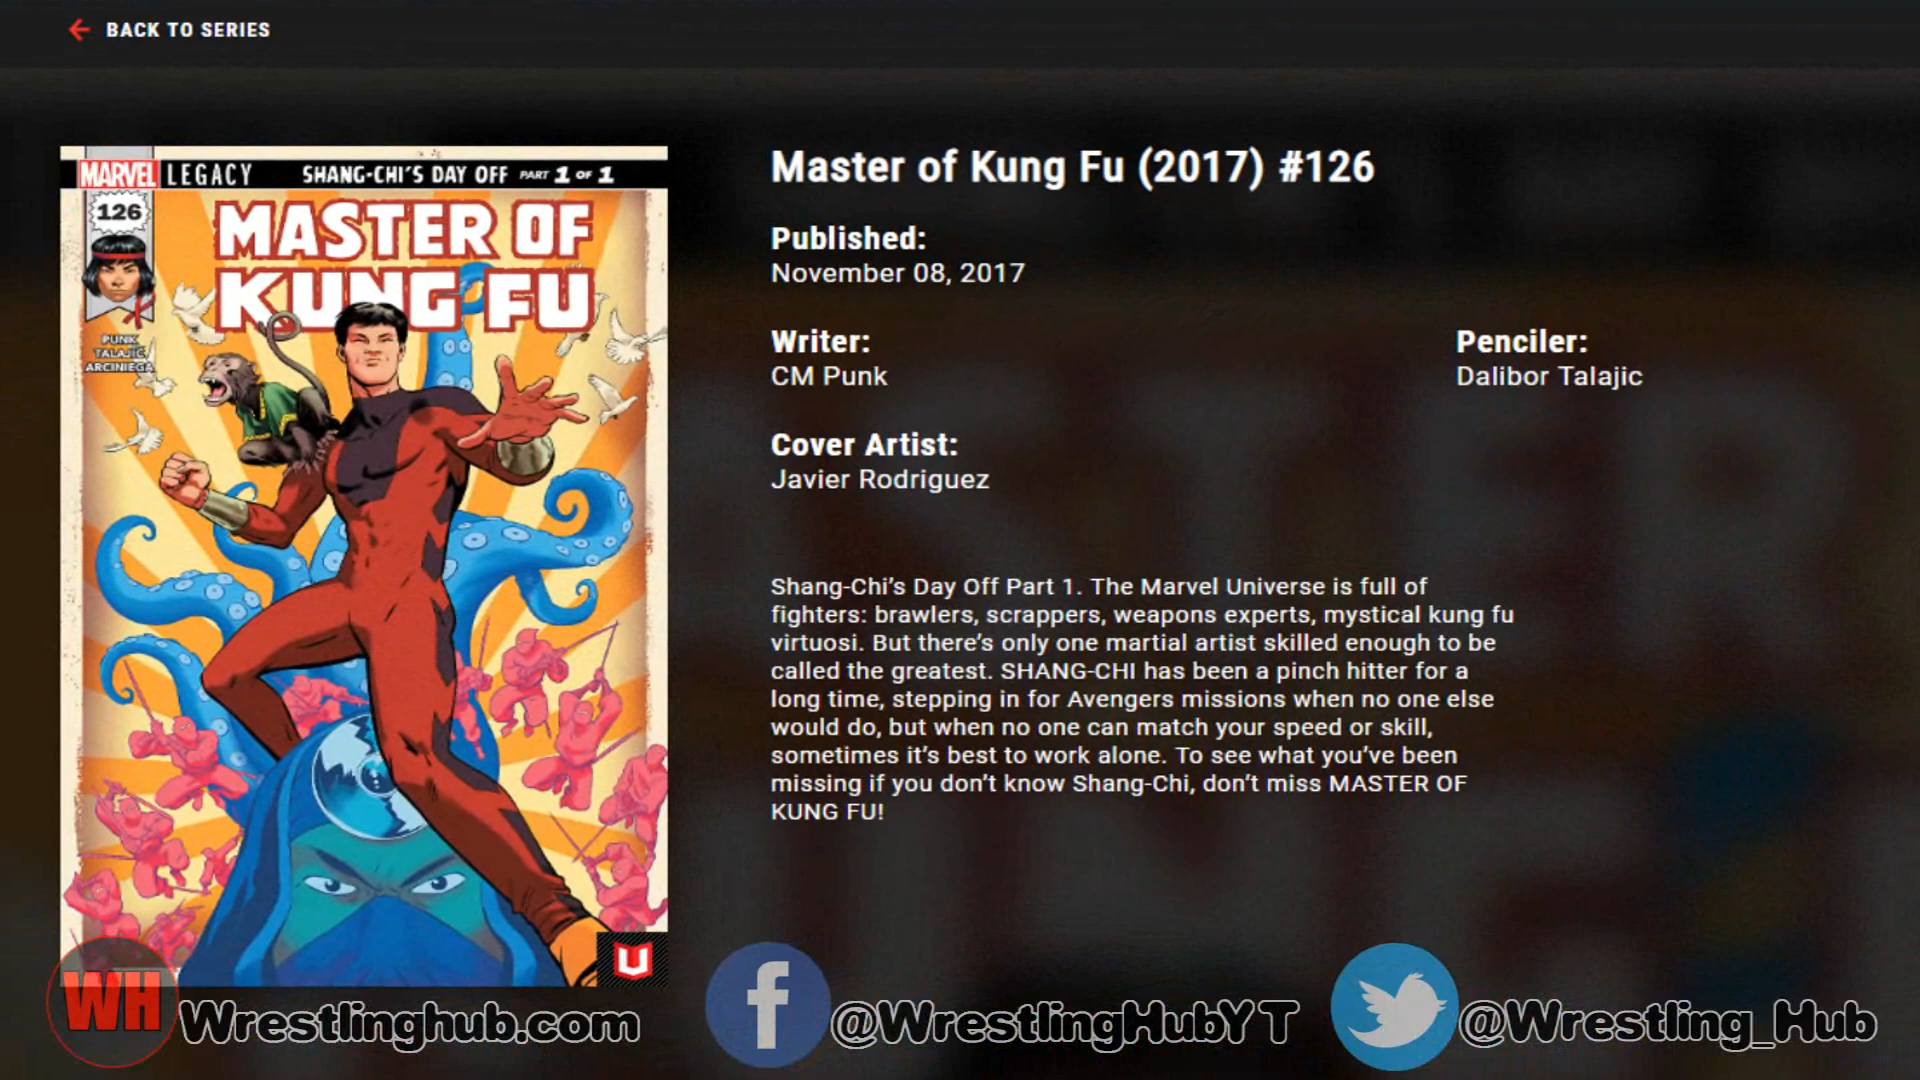 BACK TO SERIES
MARVEL LEGACY SHANG-CHI'S DAY OFF PART 1 OF 1
126
MASTER OF
KUNG FU
PUNK
TALAJIC
ARCINIEGA
U
Master of Kung Fu (2017) #126
Published:
November 08, 2017
Writer:
CM Punk
Penciler:
Dalibor Talajic
Cover Artist:
Javier Rodriguez
Shang-Chi's Day Off Part 1. The Marvel Universe is full of
fighters: brawlers, scrappers, weapons experts, mystical kung fu
virtuosi. But there's only one martial artist skilled enough to be
called the greatest. SHANG-CHI has been a pinch hitter for a
long time, stepping in for Avengers missions when no one else
would do, but when no one can match your speed or skill,
sometimes it's best to work alone. To see what you've been
missing if you don't know Shang-Chi, don't miss MASTER OF
KUNG FU!
WH Wrestlinghub.com
f @WrestlingHubYT
@Wrestling_Hub